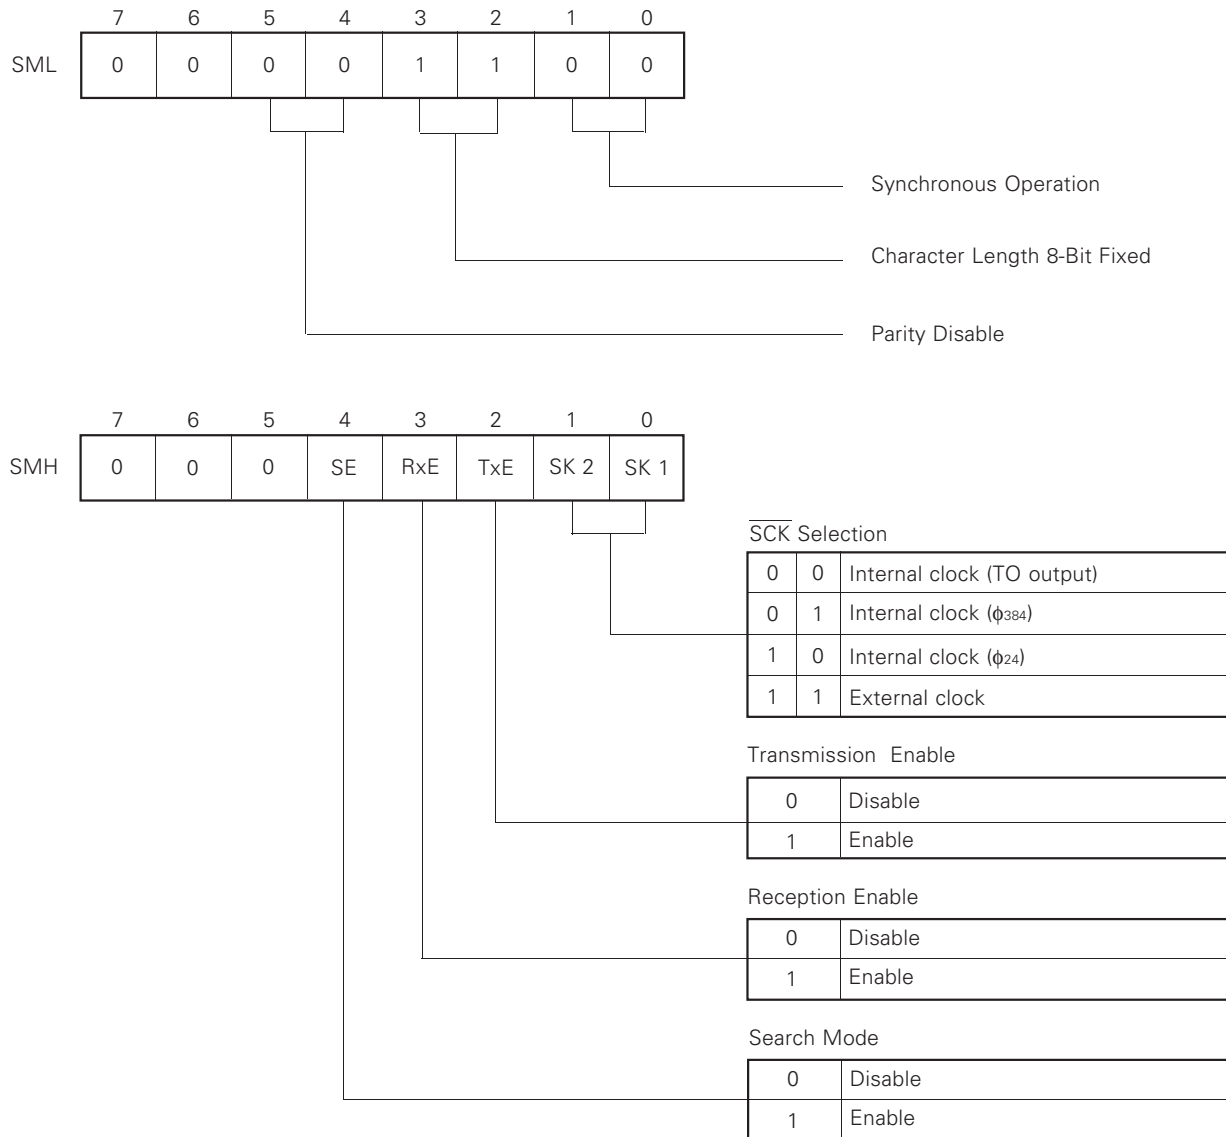 7 6 5 4 3 2 1 0
SML 0 0 0 0 1 1 0 0
Synchronous Operation
Character Length 8-Bit Fixed
Parity Disable
7 6 5 4 3 2 1 0
SMH 0 0 0 SE RxE TxE SK 2 SK 1
SCK Selection
0 0 Internal clock (TO output)
0 1 Internal clock (ϕ384)
1 0 Internal clock (ϕ24)
1 1 External clock
Transmission Enable
0 Disable
1 Enable
Reception Enable
0 Disable
1 Enable
Search Mode
0 Disable
1 Enable